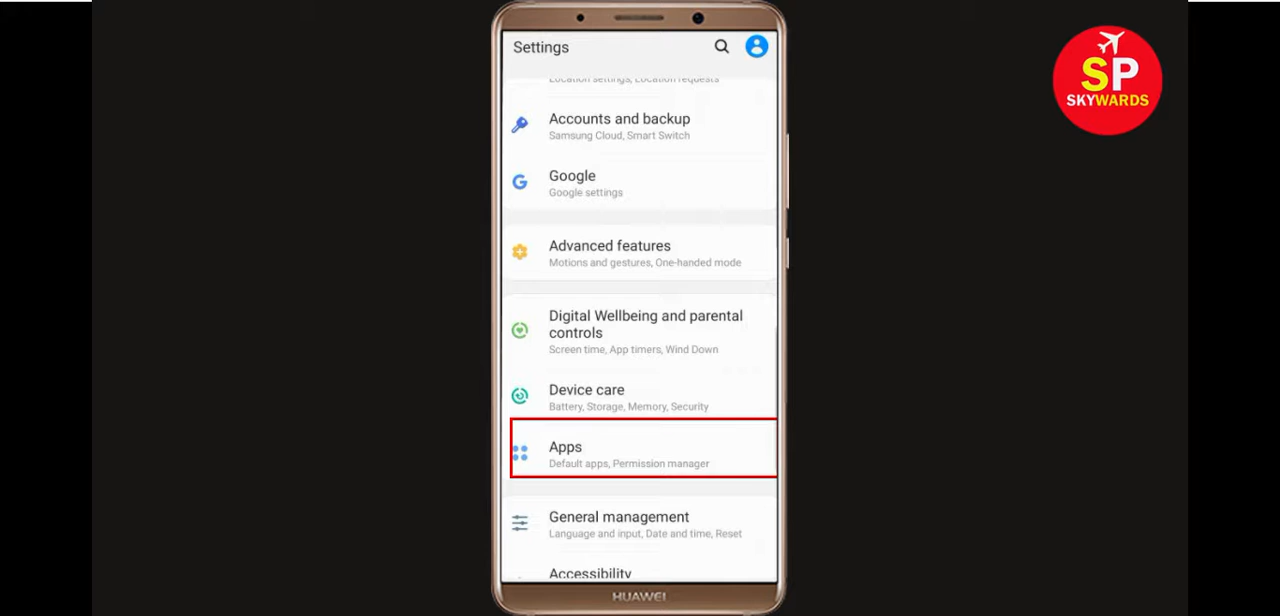 Settings
Location settings, Location requests
Accounts and backup
Samsung Cloud, Smart Switch
Google
Google settings
Advanced features
Motions and gestures, One-handed mode
Digital Wellbeing and parental
controls
Screen time, App timers, Wind Down
Device care
Battery, Storage, Memory, Security
Apps
Default apps, Permission manager
General management
Language and input, Date and time, Reset
Accessibility
HUAWEI
SP
SKYWARDS